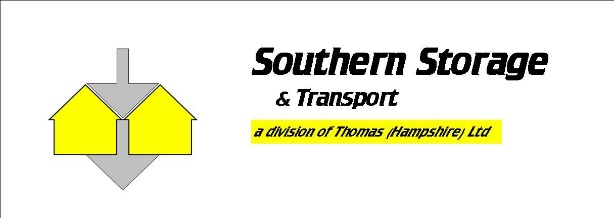 Southern Storage
& Transport
a division of Thomas (Hampshire) Ltd